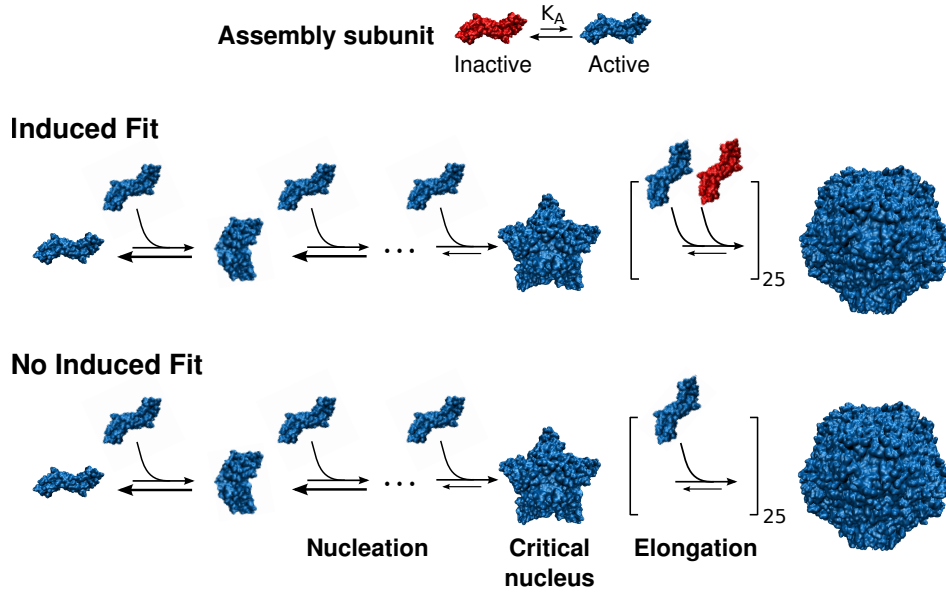 K_A
Assembly subunit
Inactive
Active
Induced Fit
...
25
No Induced Fit
...
25
Nucleation
Critical
nucleus
Elongation